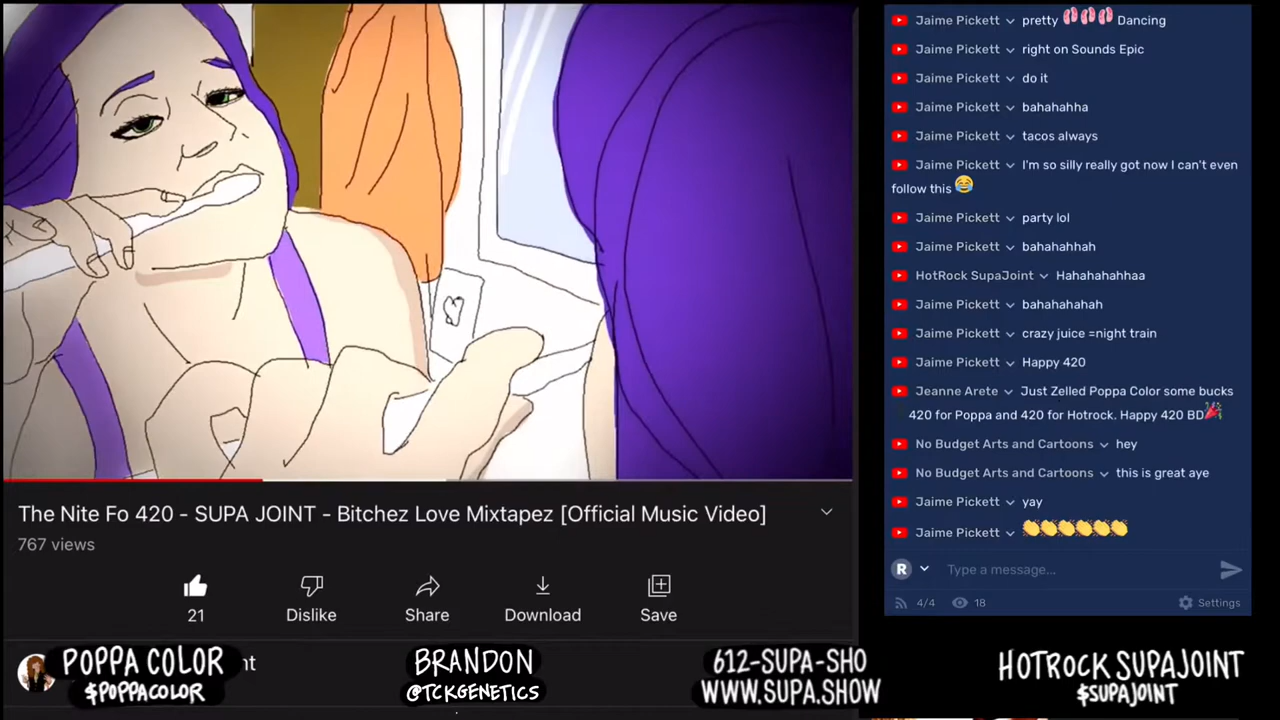 Jaime Pickett pretty Dancing
Jaime Pickett right on Sounds Epic
Jaime Pickett do it
Jaime Pickett bahahahha
Jaime Pickett tacos always
Jaime Pickett I'm so silly really got now I can't even
follow this 😂
Jaime Pickett party lol
Jaime Pickett bahahahhah
HotRock SupaJoint Hahahahahhaa
Jaime Pickett bahahahahah
Jaime Pickett crazy juice =night train
Jaime Pickett Happy 420
Jeanne Arete Just Zelled Poppa Color some bucks
420 for Poppa and 420 for Hotrock. Happy 420 BD🎉
No Budget Arts and Cartoons hey
No Budget Arts and Cartoons this is great aye
Jaime Pickett yay
Jaime Pickett 👏👏👏👏👏👏
R Type a message...
4/4 18 Settings
The Nite Fo 420 - SUPA JOINT - Bitchez Love Mixtapez [Official Music Video]
767 views
21 Dislike Share Download Save
POPPA COLOR
$POPPACOLOR
BRANDON
@TCKGENETICS
612-SUPA-SHO
WWW.SUPA.SHOW
HOTROCK SUPAJOINT
$SUPAJOINT